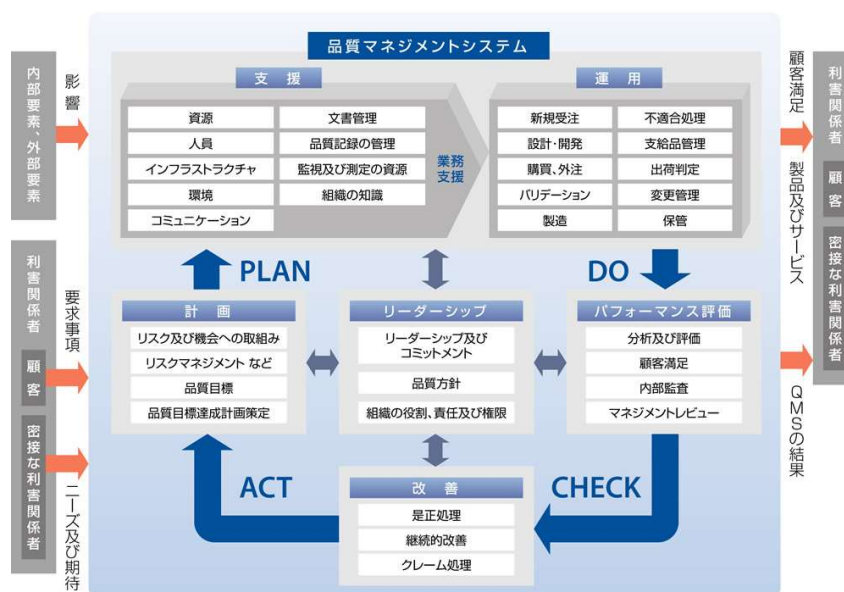 品質マネジメントシステム
内部要素、外部要素
影響
支援
資源
人員
インフラストラクチャ
環境
コミュニケーション
文書管理
品質記録の管理
監視及び測定の資源
組織の知識
業務
支援
運用
新規受注
設計・開発
購買、外注
バリデーション
製造
不適合処理
支給品管理
出荷判定
変更管理
保管
顧客満足
製品及びサービス
QMSの結果
利害関係者
顧客
密接な利害関係者
PLAN
DO
利害関係者
顧客
密接な利害関係者
要求事項
ニーズ及び期待
計画
リスク及び機会への取組み
リスクマネジメント など
品質目標
品質目標達成計画策定
リーダーシップ
リーダーシップ及び
コミットメント
品質方針
組織の役割、責任及び権限
パフォーマンス評価
分析及び評価
顧客満足
内部監査
マネジメントレビュー
ACT
CHECK
改善
是正処理
継続的改善
クレーム処理